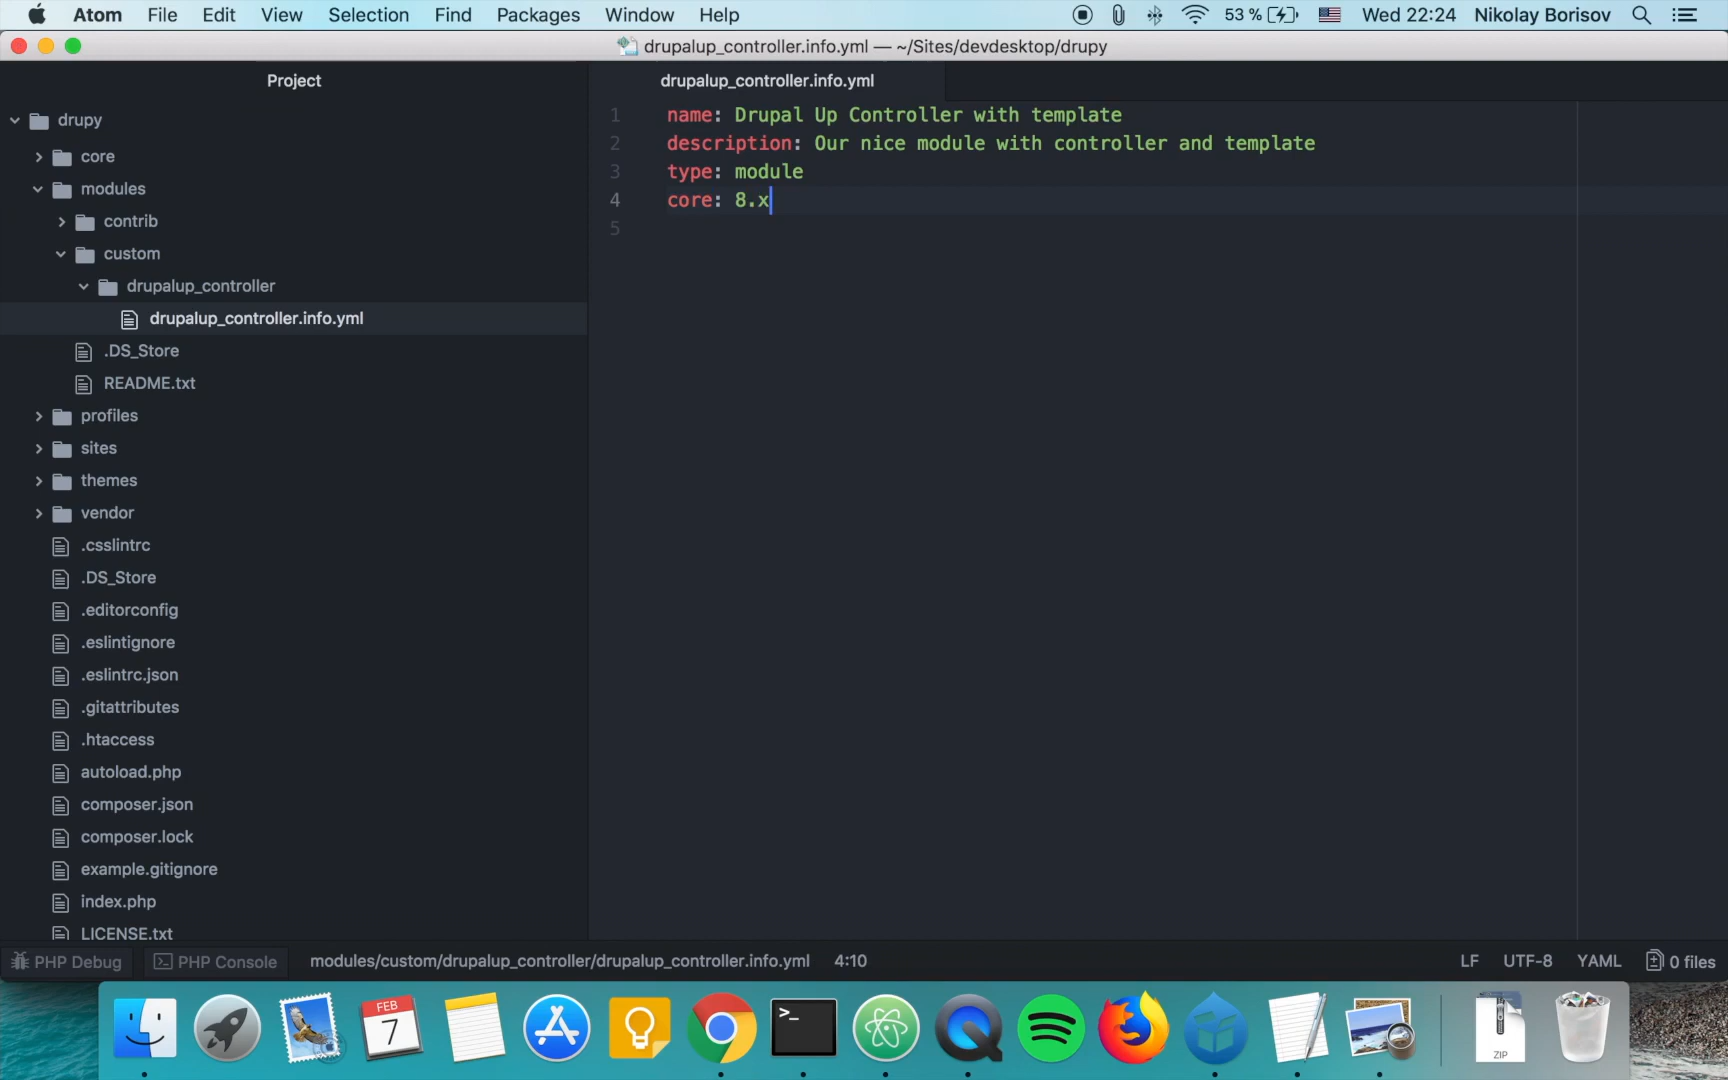 Atom File Edit View Selection Find Packages Window Help 53 % Wed 22:24 Nikolay Borisov
drupalup_controller.info.yml — ~/Sites/devdesktop/drupy
Project
drupy
core
modules
contrib
custom
drupalup_controller
drupalup_controller.info.yml
.DS_Store
README.txt
profiles
sites
themes
vendor
.csslintrc
.DS_Store
.editorconfig
.eslintignore
.eslintrc.json
.gitattributes
.htaccess
autoload.php
composer.json
composer.lock
example.gitignore
index.php
LICENSE.txt
drupalup_controller.info.yml
1 name: Drupal Up Controller with template
2 description: Our nice module with controller and template
3 type: module
4 core: 8.x
5
PHP Debug PHP Console modules/custom/drupalup_controller/drupalup_controller.info.yml 4:10 LF UTF-8 YAML 0 files
FEB
7
>_
ZIP